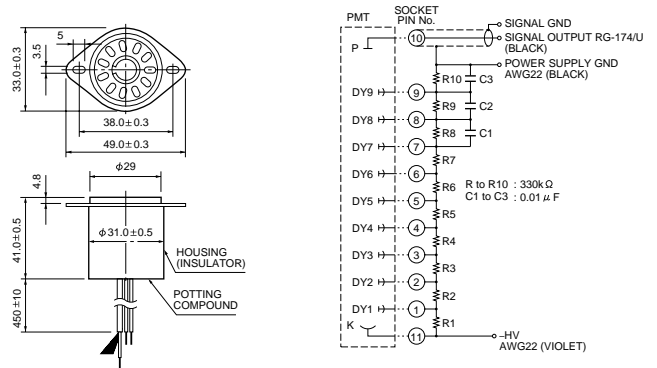 5
3.5
33.0±0.3
38.0±0.3
49.0±0.3
φ29
4.8
φ31.0±0.5
41.0±0.5
450 ±10
HOUSING
(INSULATOR)
POTTING
COMPOUND
PMT
SOCKET
PIN No.
SIGNAL GND
P
10
SIGNAL OUTPUT RG-174/U
(BLACK)
POWER SUPPLY GND
AWG22 (BLACK)
R10 C3
DY9 9
R9 C2
DY8 8
R8 C1
DY7 7
R7
DY6 6
R6
R to R10 : 330kΩ
C1 to C3 : 0.01 μF
DY5 5
R5
DY4 4
R4
DY3 3
R3
DY2 2
R2
DY1 1
R1
K
11
–HV
AWG22 (VIOLET)